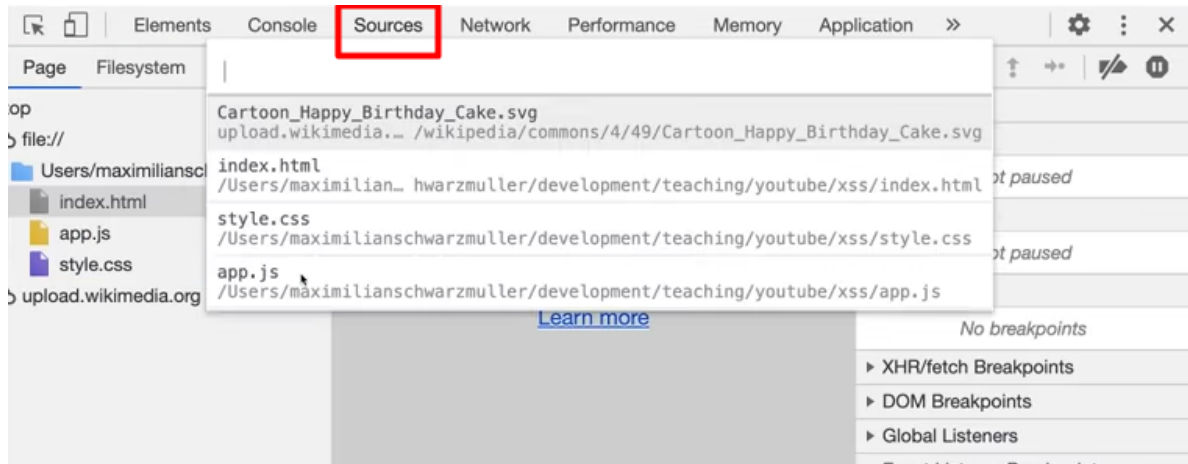 Elements Console Sources Network Performance Memory Application »
Page Filesystem
op
file://
Users/maximiliansc
index.html
app.js
style.css
upload.wikimedia.org
Cartoon_Happy_Birthday_Cake.svg
upload.wikimedia.… /wikipedia/commons/4/49/Cartoon_Happy_Birthday_Cake.svg
index.html
/Users/maximilian… hwarzmuller/development/teaching/youtube/xss/index.html
style.css
/Users/maximilianschwarzmuller/development/teaching/youtube/xss/style.css
app.js
/Users/maximilianschwarzmuller/development/teaching/youtube/xss/app.js
Learn more
ot paused
ot paused
No breakpoints
XHR/fetch Breakpoints
DOM Breakpoints
Global Listeners